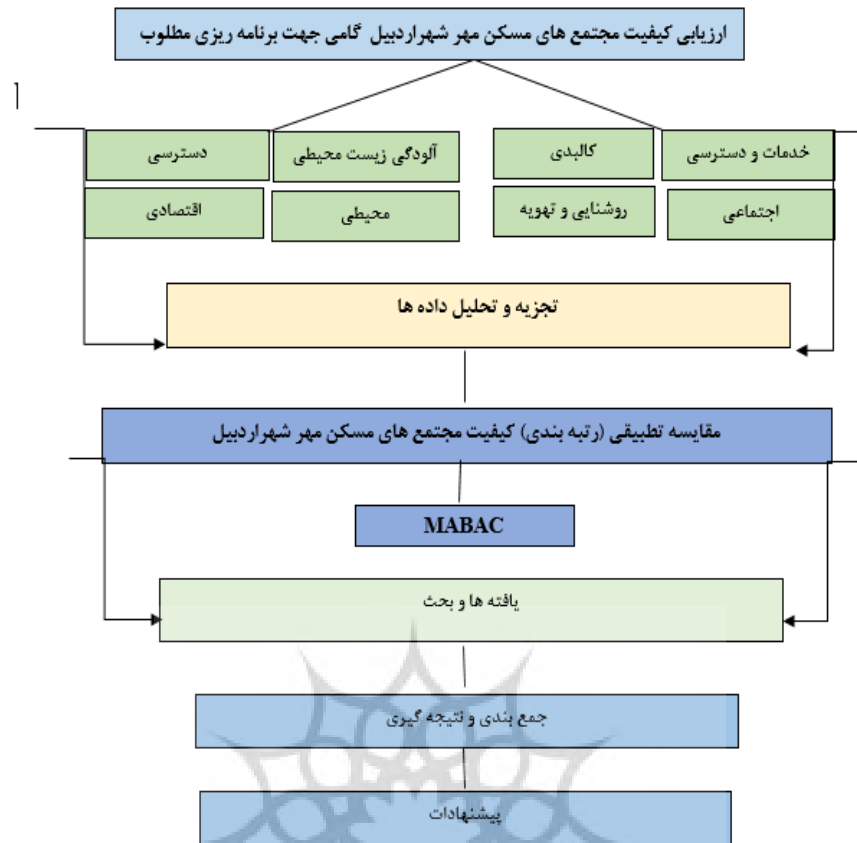 ارزیابی کیفیت مجتمع های مسکن مهر شهراردبیل گامی جهت برنامه ریزی مطلوب
آ
خدمات و دسترسی
کالبدی
آلودگی زیست محیطی
دسترسی
اجتماعی
روشنایی و تهویه
محیطی
اقتصادی
تجزیه و تحلیل داده ها
مقایسه تطبیقی (رتبه بندی) کیفیت مجتمع های مسکن مهر شهراردبیل
MABAC
یافته ها و بحث
جمع بندی و نتیجه گیری
پیشنهادات